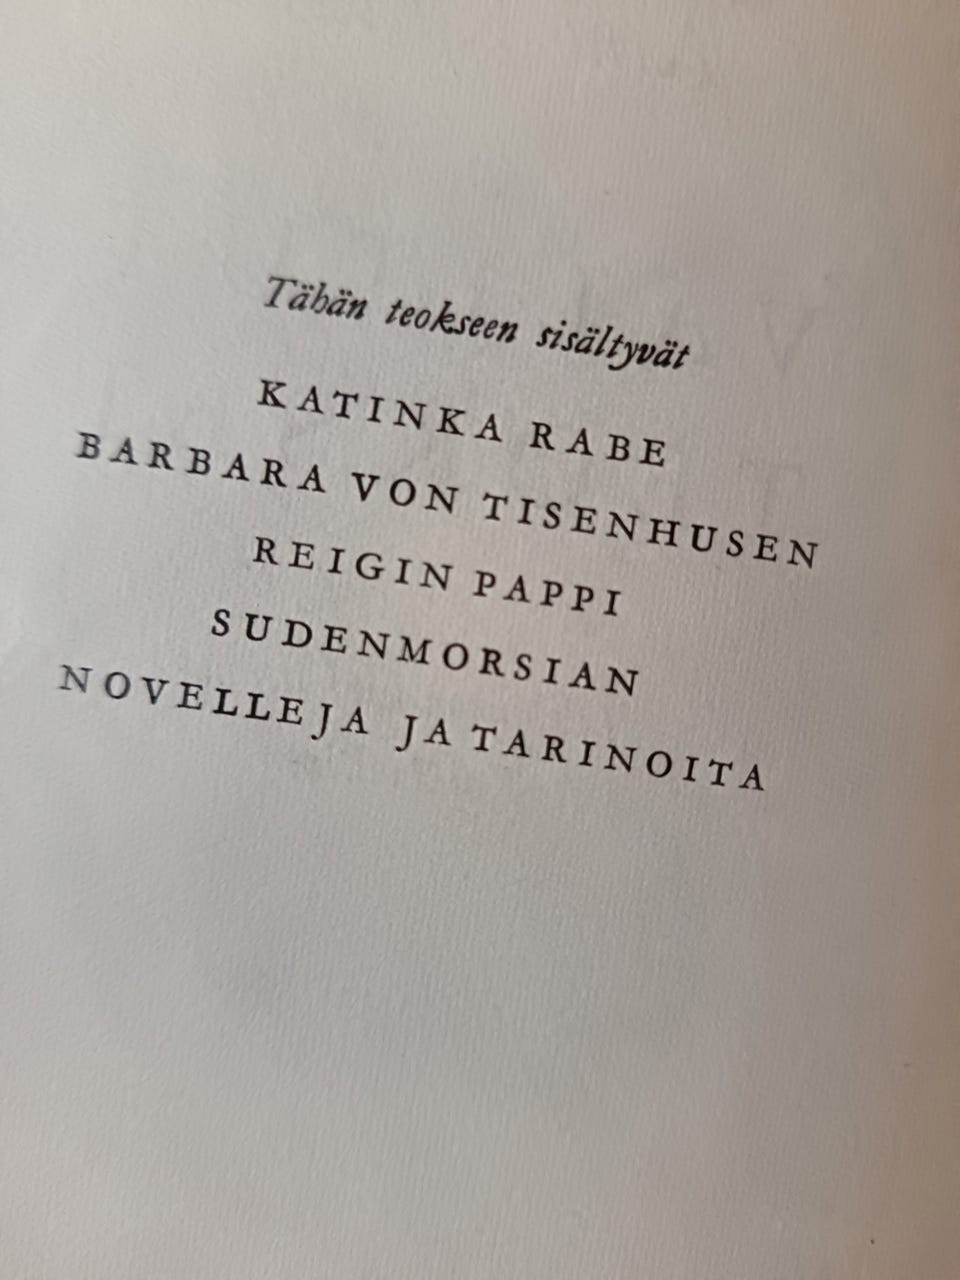 Tähän teokseen sisältyvät
KATINKA RABE
BARBARA VON TISENHUSEN
REIGIN PAPPI
SUDENMORSIAN
NOVELLEJA JA TARINOITA